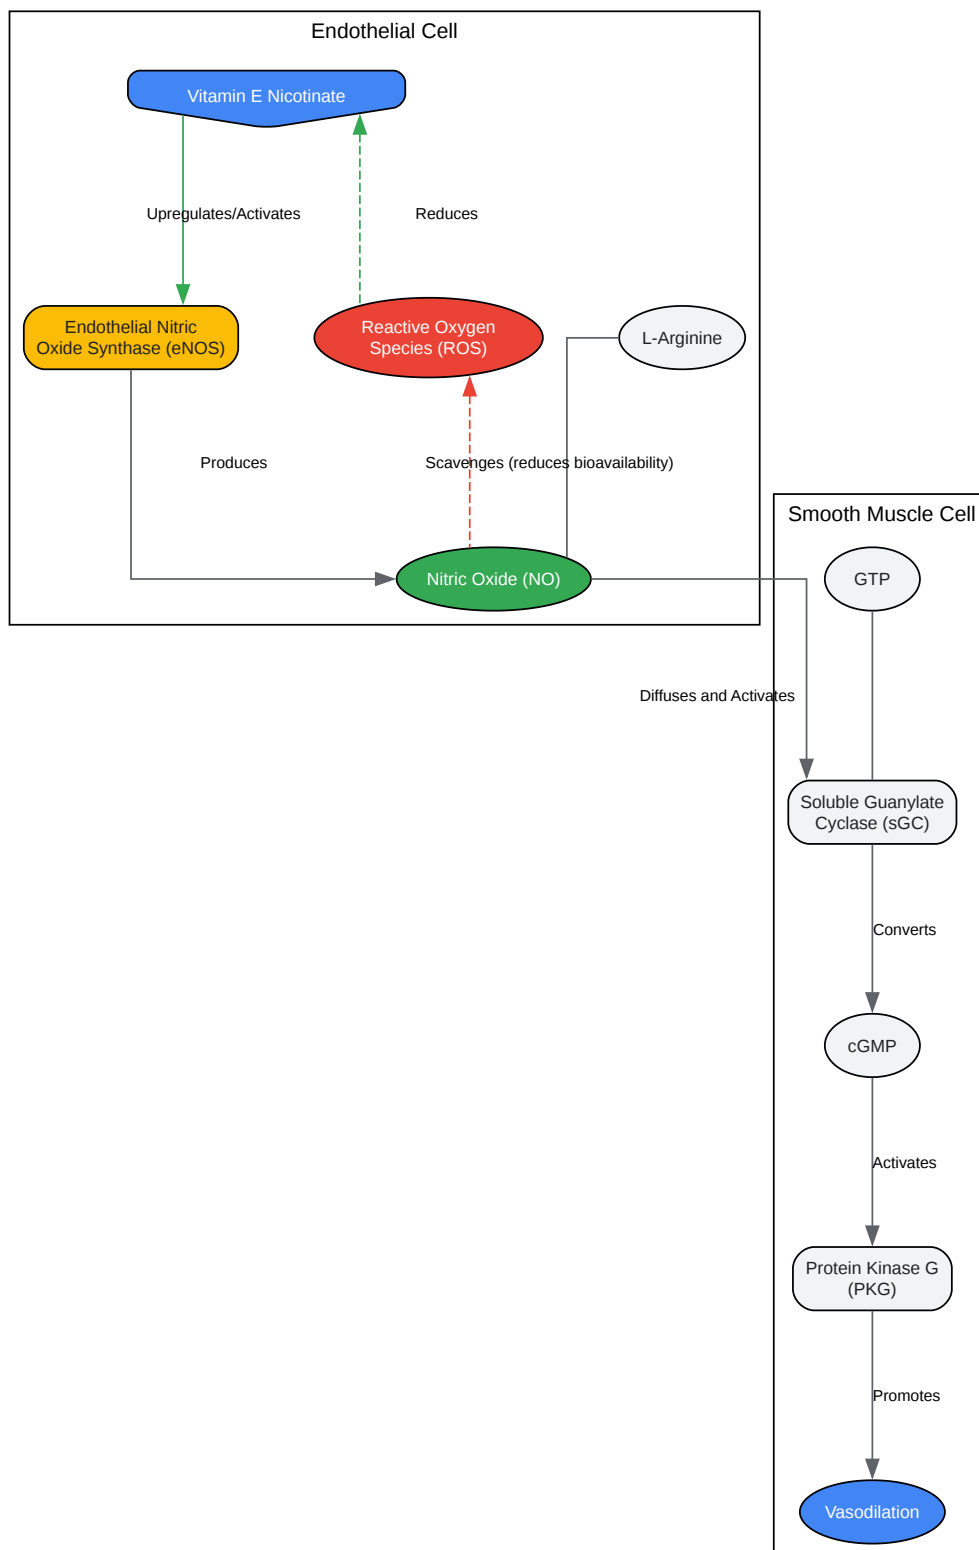 Endothelial Cell
Vitamin E Nicotinate
Upregulates/Activates
Reduces
Endothelial Nitric
Oxide Synthase (eNOS)
Reactive Oxygen
Species (ROS)
L-Arginine
Produces
Scavenges (reduces bioavailability)
Nitric Oxide (NO)
Smooth Muscle Cell
GTP
Diffuses and Activates
Soluble Guanylate
Cyclase (sGC)
Converts
cGMP
Activates
Protein Kinase G
(PKG)
Promotes
Vasodilation